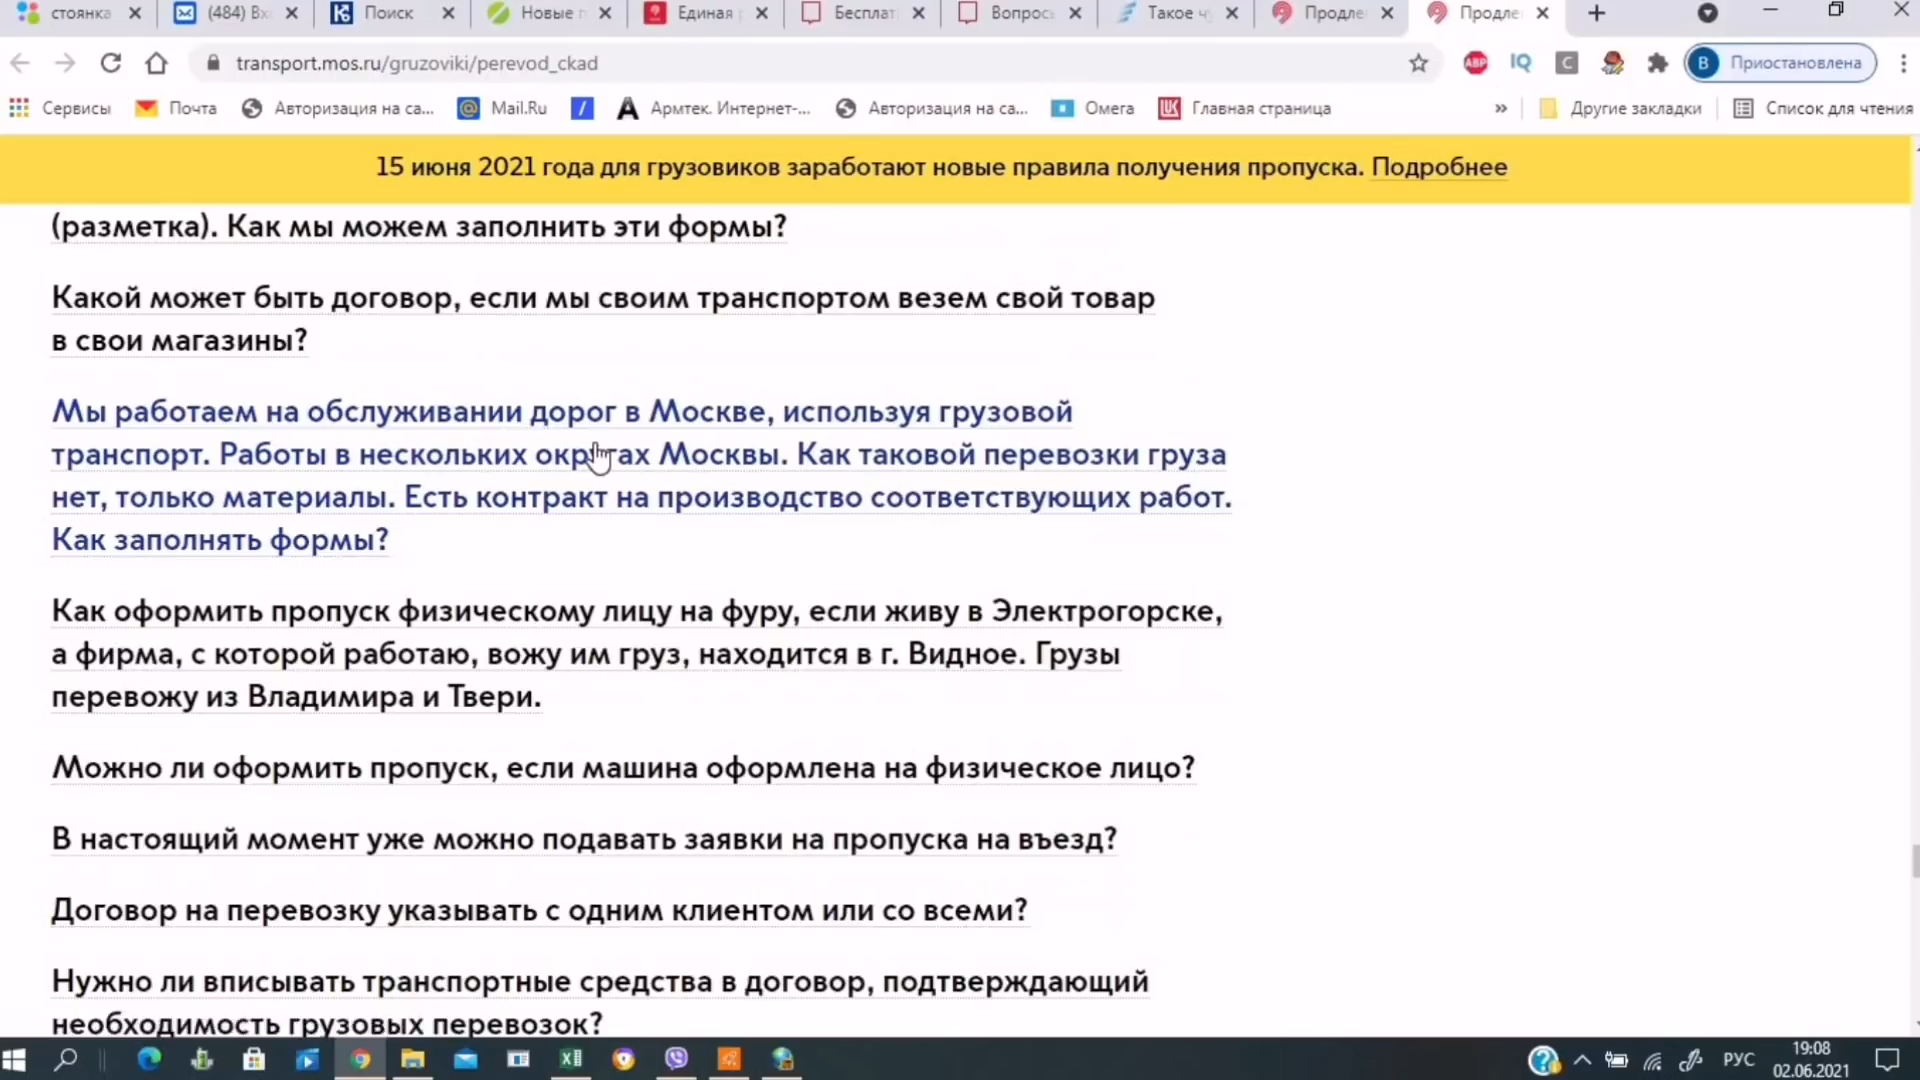 стоянка
(484) Вх
Поиск
Новые п
Единая
Бесплат
Вопрос
Такое ч
Продле
Продле
transport.mos.ru/gruzoviki/perevod_ckad
ABP
IQ
C
B
Приостановлена
Сервисы
Почта
Авторизация на са...
Mail.Ru
Армтек. Интернет-...
Авторизация на са...
Омега
Главная страница
»
Другие закладки
Список для чтения
15 июня 2021 года для грузовиков заработают новые правила получения пропуска. Подробнее
(разметка). Как мы можем заполнить эти формы?
Какой может быть договор, если мы своим транспортом везем свой товар
в свои магазины?
Мы работаем на обслуживании дорог в Москве, используя грузовой
транспорт. Работы в нескольких округах Москвы. Как таковой перевозки груза
нет, только материалы. Есть контракт на производство соответствующих работ.
Как заполнять формы?
Как оформить пропуск физическому лицу на фуру, если живу в Электрогорске,
а фирма, с которой работаю, вожу им груз, находится в г. Видное. Грузы
перевожу из Владимира и Твери.
Можно ли оформить пропуск, если машина оформлена на физическое лицо?
В настоящий момент уже можно подавать заявки на пропуска на въезд?
Договор на перевозку указывать с одним клиентом или со всеми?
Нужно ли вписывать транспортные средства в договор, подтверждающий
необходимость грузовых перевозок?
РУС
19:08
02.06.2021